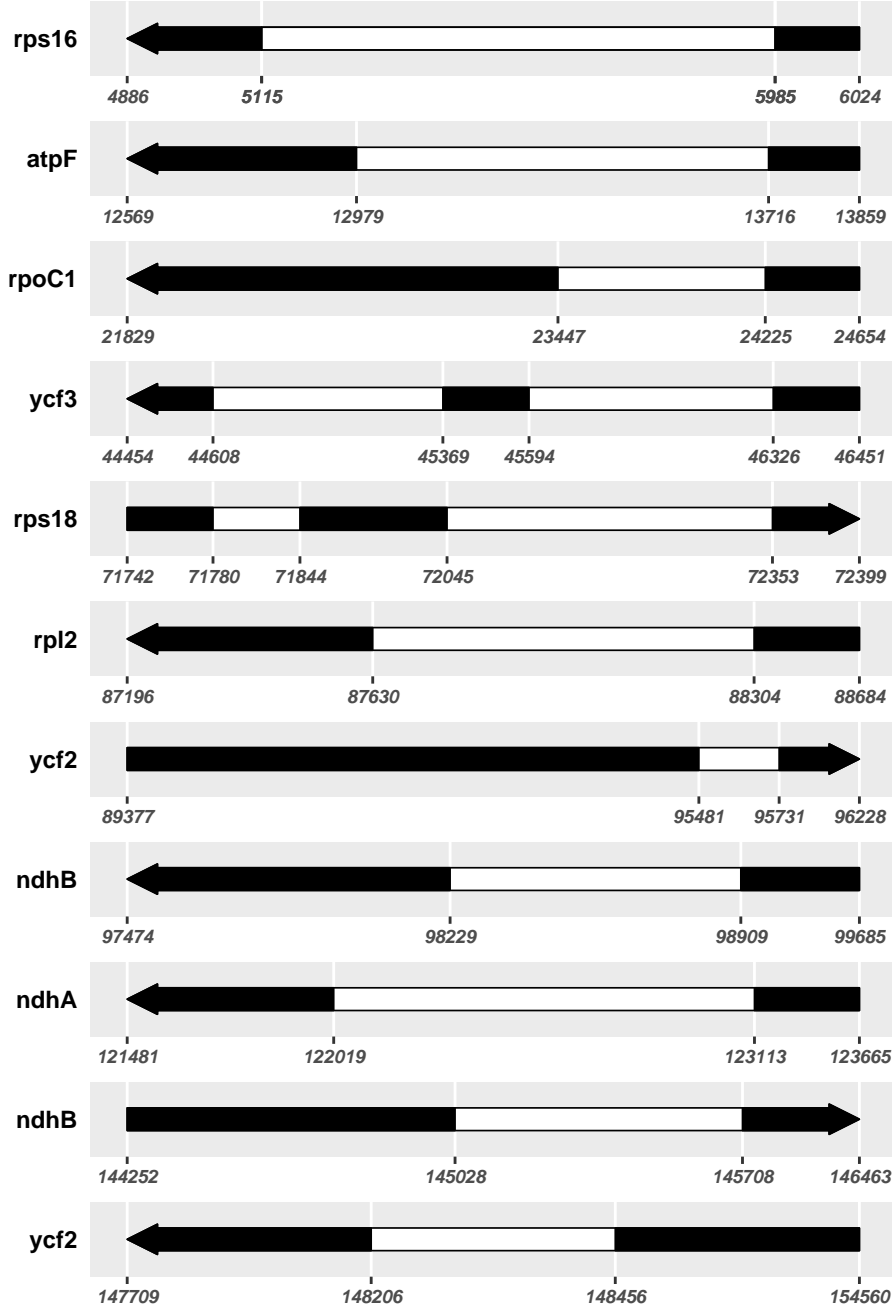 rps16
4886 5115 5985 6024
atpF
12569 12979 13716 13859
rpoC1
21829 23447 24225 24654
ycf3
44454 44608 45369 45594 46326 46451
rps18
71742 71780 71844 72045 72353 72399
rpl2
87196 87630 88304 88684
ycf2
89377 95481 95731 96228
ndhB
97474 98229 98909 99685
ndhA
121481 122019 123113 123665
ndhB
144252 145028 145708 146463
ycf2
147709 148206 148456 154560